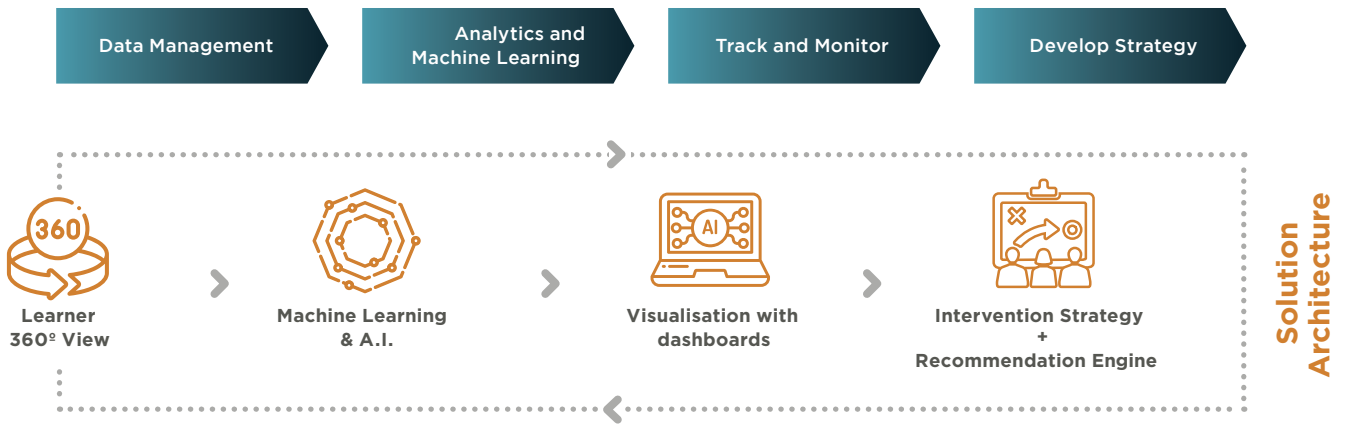 Data Management
Analytics and
Machine Learning
Track and Monitor
Develop Strategy
360
AI
Learner
360º View
Machine Learning
& A.I.
Visualisation with
dashboards
Intervention Strategy
+
Recommendation Engine
Solution
Architecture